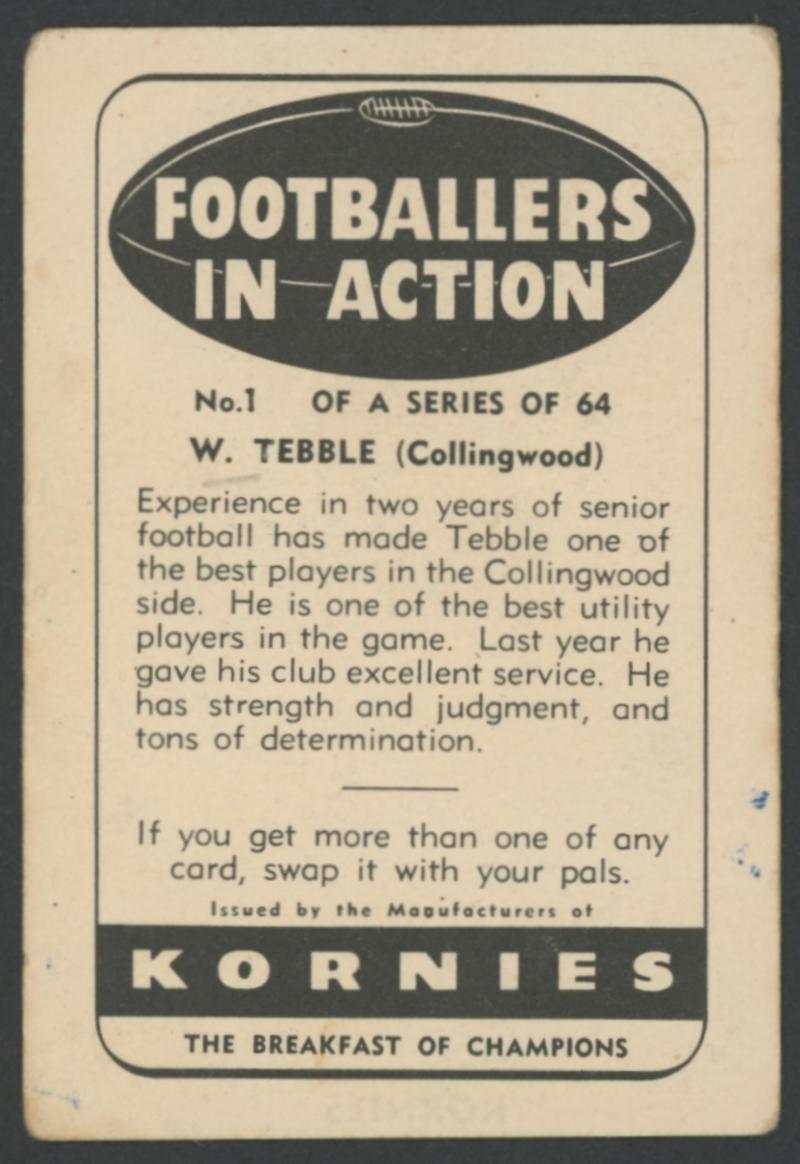 FOOTBALLERS
IN ACTION
No.1 OF A SERIES OF 64
W. TEBBLE (Collingwood)
Experience in two years of senior
football has made Tebble one of
the best players in the Collingwood
side. He is one of the best utility
players in the game. Last year he
gave his club excellent service. He
has strength and judgment, and
tons of determination.
If you get more than one of any
card, swap it with your pals.
Issued by the Manufacturers of
KORNIES
THE BREAKFAST OF CHAMPIONS